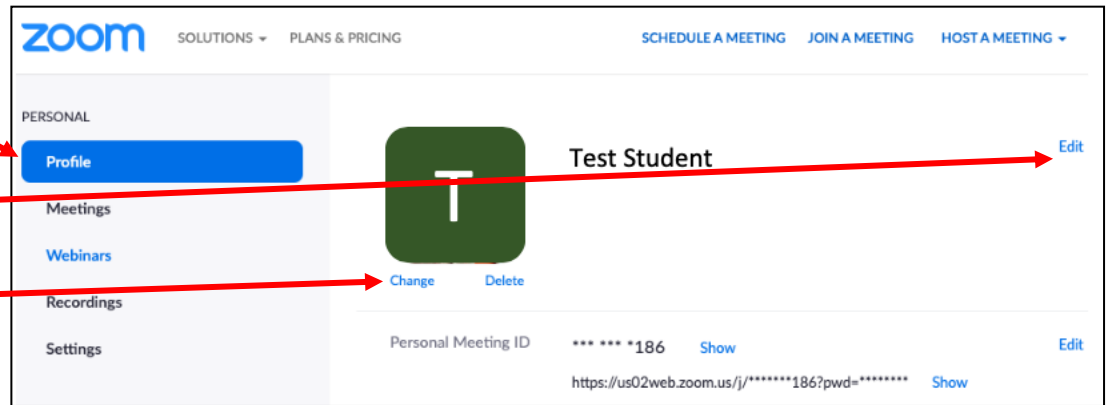 zoom SOLUTIONS PLANS & PRICING SCHEDULE A MEETING JOIN A MEETING HOST A MEETING
PERSONAL
Profile
Meetings
Webinars
Recordings
Settings
T
Test Student Edit
Change Delete
Personal Meeting ID *** *** *186 Show Edit
https://us02web.zoom.us/j/*******186?pwd=******** Show